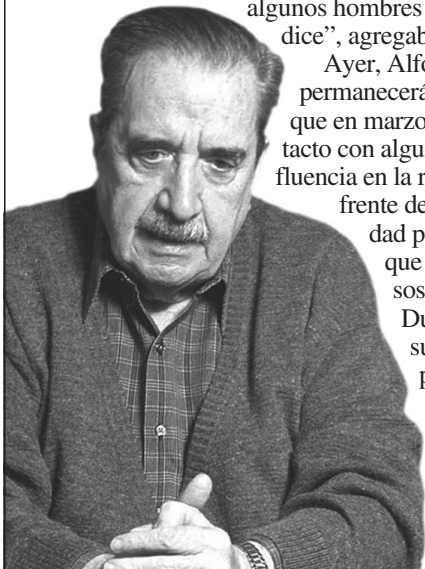 algunos hombres
dice”, agregab
Ayer, Alfo
permanecerá
que en marzo
tacto con algu
fluencia en la r
frente de
dad p
que
sos
Du
su
p